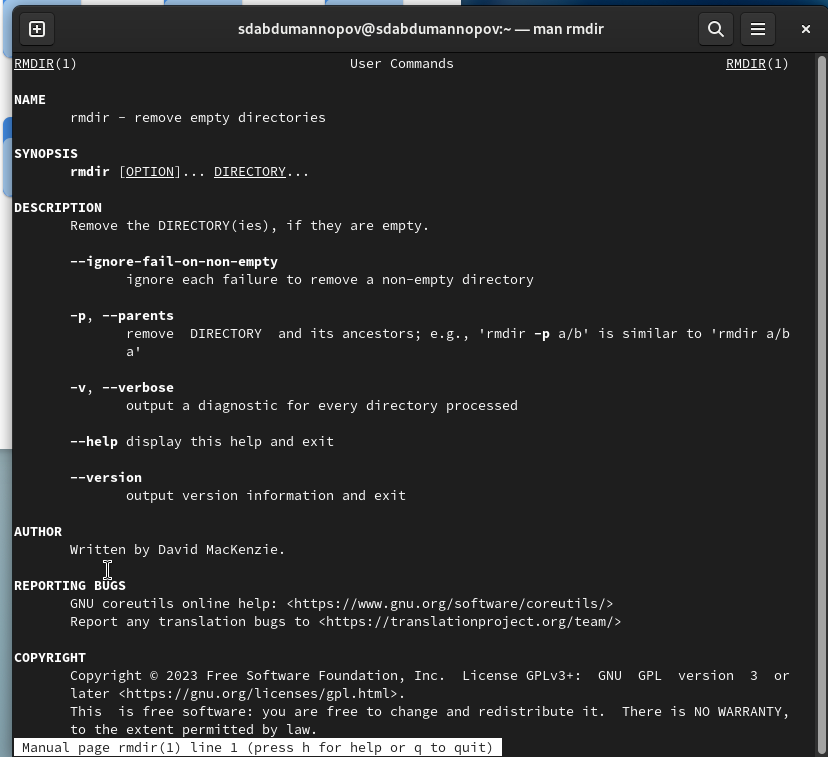 sdabdumannopov@sdabdumannopov:~ — man rmdir
RMDIR(1) User Commands RMDIR(1)
NAME
rmdir - remove empty directories
SYNOPSIS
rmdir [OPTION]... DIRECTORY...
DESCRIPTION
Remove the DIRECTORY(ies), if they are empty.
--ignore-fail-on-non-empty
ignore each failure to remove a non-empty directory
-p, --parents
remove DIRECTORY and its ancestors; e.g., 'rmdir -p a/b' is similar to 'rmdir a/b
a'
-v, --verbose
output a diagnostic for every directory processed
--help display this help and exit
--version
output version information and exit
AUTHOR
Written by David MacKenzie.
REPORTING BUGS
GNU coreutils online help: <https://www.gnu.org/software/coreutils/>
Report any translation bugs to <https://translationproject.org/team/>
COPYRIGHT
Copyright © 2023 Free Software Foundation, Inc. License GPLv3+: GNU GPL version 3 or
later <https://gnu.org/licenses/gpl.html>.
This is free software: you are free to change and redistribute it. There is NO WARRANTY,
to the extent permitted by law.
Manual page rmdir(1) line 1 (press h for help or q to quit)